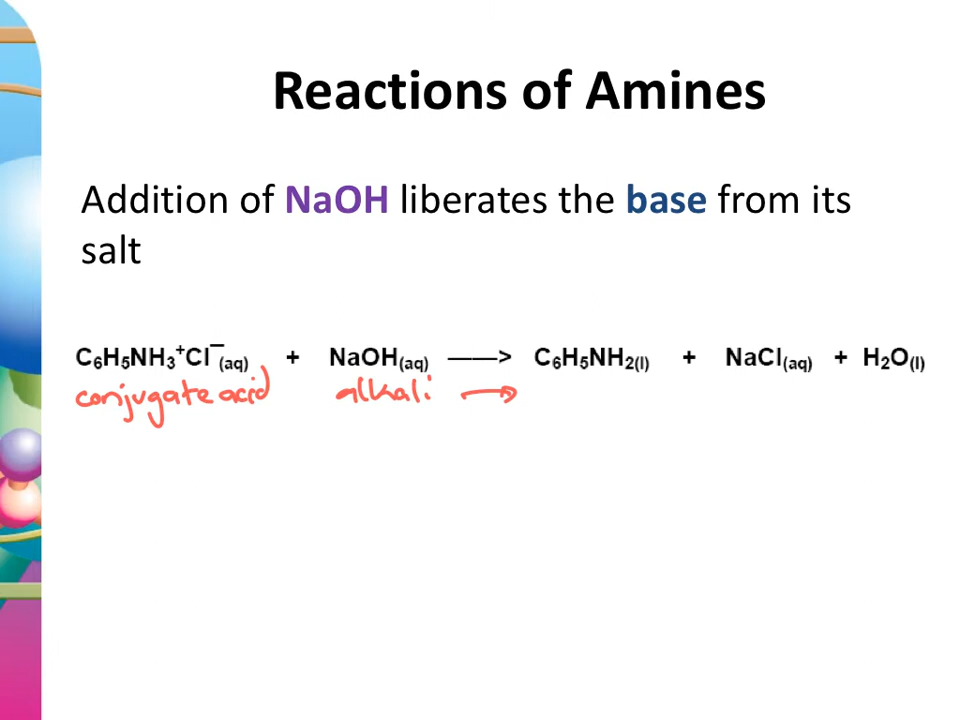 Reactions of Amines
Addition of NaOH liberates the base from its
salt
C₆H₅NH₃⁺Cl⁻(aq) + NaOH(aq) ——> C₆H₅NH₂(l) + NaCl(aq) + H₂O(l)
conjugate acid alkali →